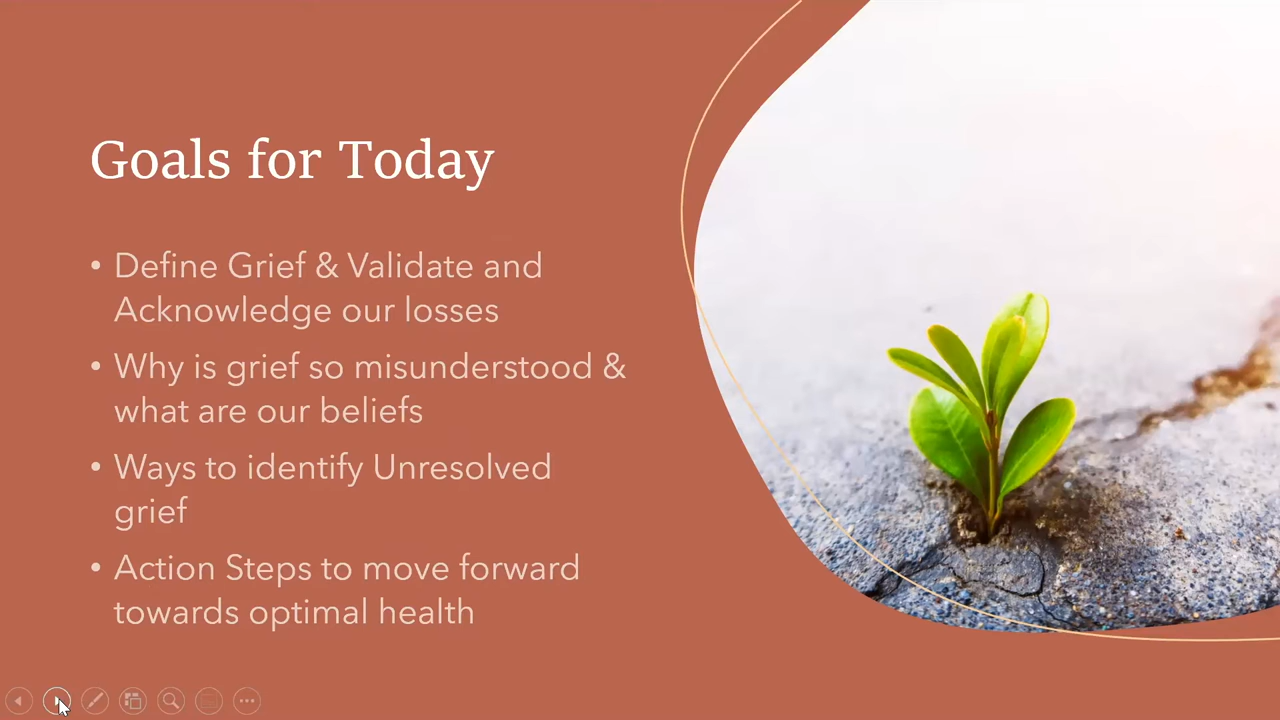 Goals for Today
• Define Grief & Validate and
Acknowledge our losses
• Why is grief so misunderstood &
what are our beliefs
• Ways to identify Unresolved
grief
• Action Steps to move forward
towards optimal health